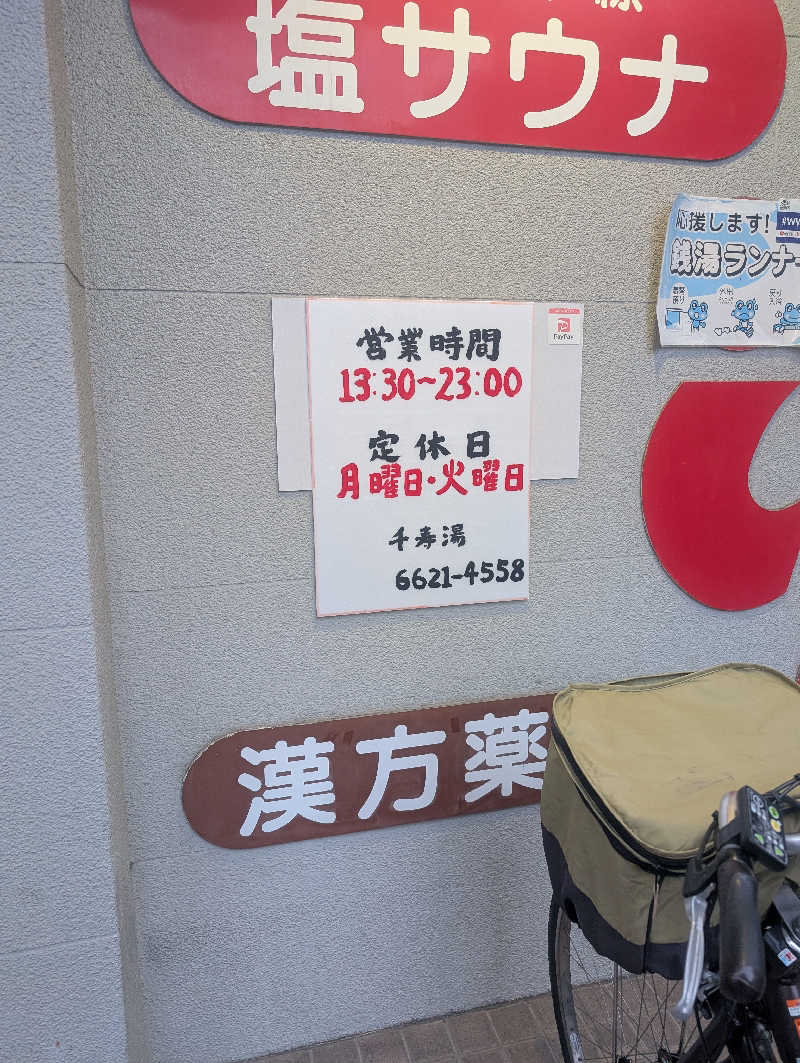 塩サウナ
応援します!
#WY
銭湯ランナー
PayPay
営業時間
13:30~23:00
定休日
月曜日・火曜日
千寿湯
6621-4558
漢方薬